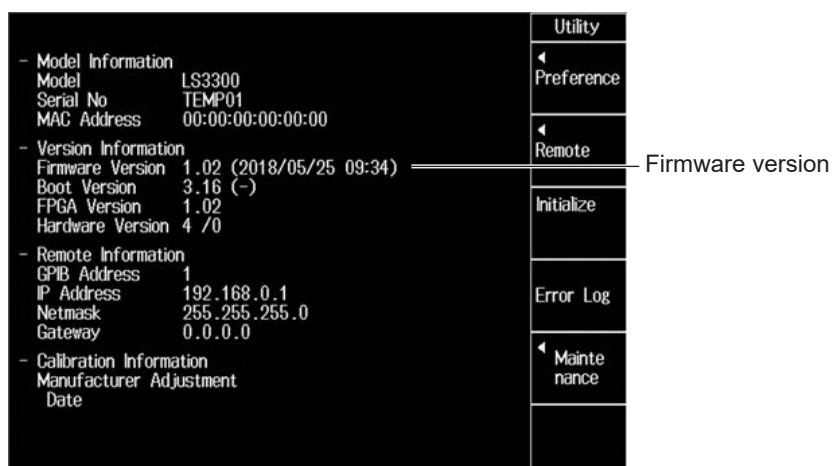 Utility
- Model Information
Model LS3300
Serial No TEMP01
MAC Address 00:00:00:00:00:00
- Version Information
Firmware Version 1.02 (2018/05/25 09:34)
Boot Version 3.16 (-)
FPGA Version 1.02
Hardware Version 4 /0
- Remote Information
GPIB Address 1
IP Address 192.168.0.1
Netmask 255.255.255.0
Gateway 0.0.0.0
- Calibration Information
Manufacturer Adjustment
Date
Preference
Remote
Initialize
Error Log
Mainte
nance
Firmware version